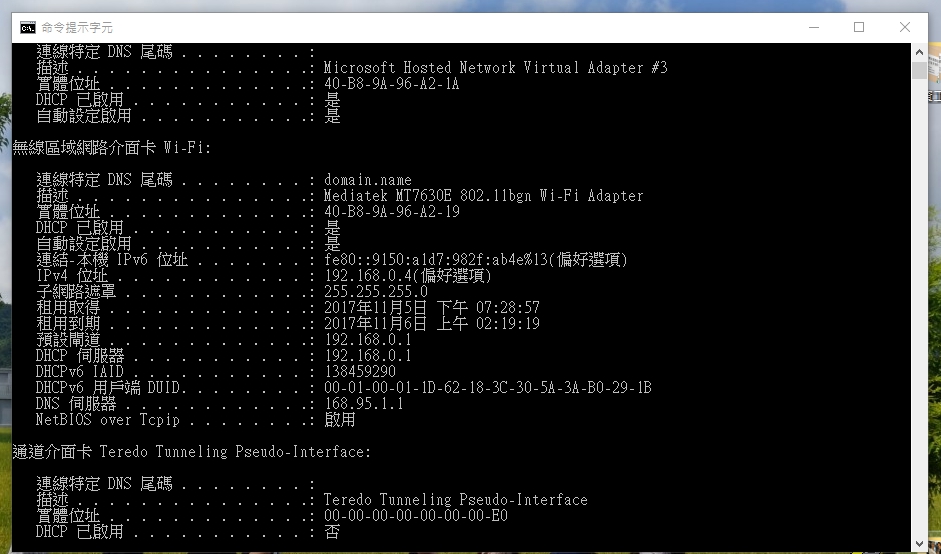 命令提示字元
連線特定 DNS 尾碼 . . . . . . . . :
描述 . . . . . . . . . . . . . . .: Microsoft Hosted Network Virtual Adapter #3
實體位址 . . . . . . . . . . . . .: 40-B8-9A-96-A2-1A
DHCP 已啟用 . . . . . . . . . . . : 是
自動設定啟用 . . . . . . . . . . .: 是
無線區域網路介面卡 Wi-Fi:
連線特定 DNS 尾碼 . . . . . . . . : domain.name
描述 . . . . . . . . . . . . . . .: Mediatek MT7630E 802.11bgn Wi-Fi Adapter
實體位址 . . . . . . . . . . . . .: 40-B8-9A-96-A2-19
DHCP 已啟用 . . . . . . . . . . . : 是
自動設定啟用 . . . . . . . . . . .: 是
連結-本機 IPv6 位址 . . . . . . . : fe80::9150:a1d7:982f:ab4e%13(偏好選項)
IPv4 位址 . . . . . . . . . . . . : 192.168.0.4(偏好選項)
子網路遮罩 . . . . . . . . . . . .: 255.255.255.0
租用取得 . . . . . . . . . . . . .: 2017年11月5日 下午 07:28:57
租用到期 . . . . . . . . . . . . .: 2017年11月6日 上午 02:19:19
預設閘道 . . . . . . . . . . . . .: 192.168.0.1
DHCP 伺服器 . . . . . . . . . . . : 192.168.0.1
DHCPv6 IAID . . . . . . . . . . . : 138459290
DHCPv6 用戶端 DUID. . . . . . . . : 00-01-00-01-1D-62-18-3C-30-5A-3A-B0-29-1B
DNS 伺服器 . . . . . . . . . . . .: 168.95.1.1
NetBIOS over Tcpip . . . . . . . .: 啟用
通道介面卡 Teredo Tunneling Pseudo-Interface:
連線特定 DNS 尾碼 . . . . . . . . :
描述 . . . . . . . . . . . . . . .: Teredo Tunneling Pseudo-Interface
實體位址 . . . . . . . . . . . . .: 00-00-00-00-00-00-00-E0
DHCP 已啟用 . . . . . . . . . . . : 否